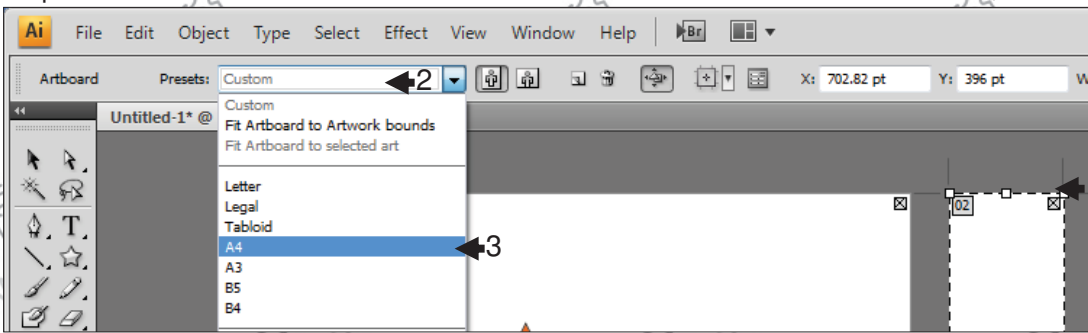 Ai File Edit Object Type Select Effect View Window Help Br
Artboard Presets: Custom 2 X: 702.82 pt Y: 396 pt W
Untitled-1* @
Custom
Fit Artboard to Artwork bounds
Fit Artboard to selected art
Letter
Legal
02
Tabloid
A4 3
A3
B5
B4
T